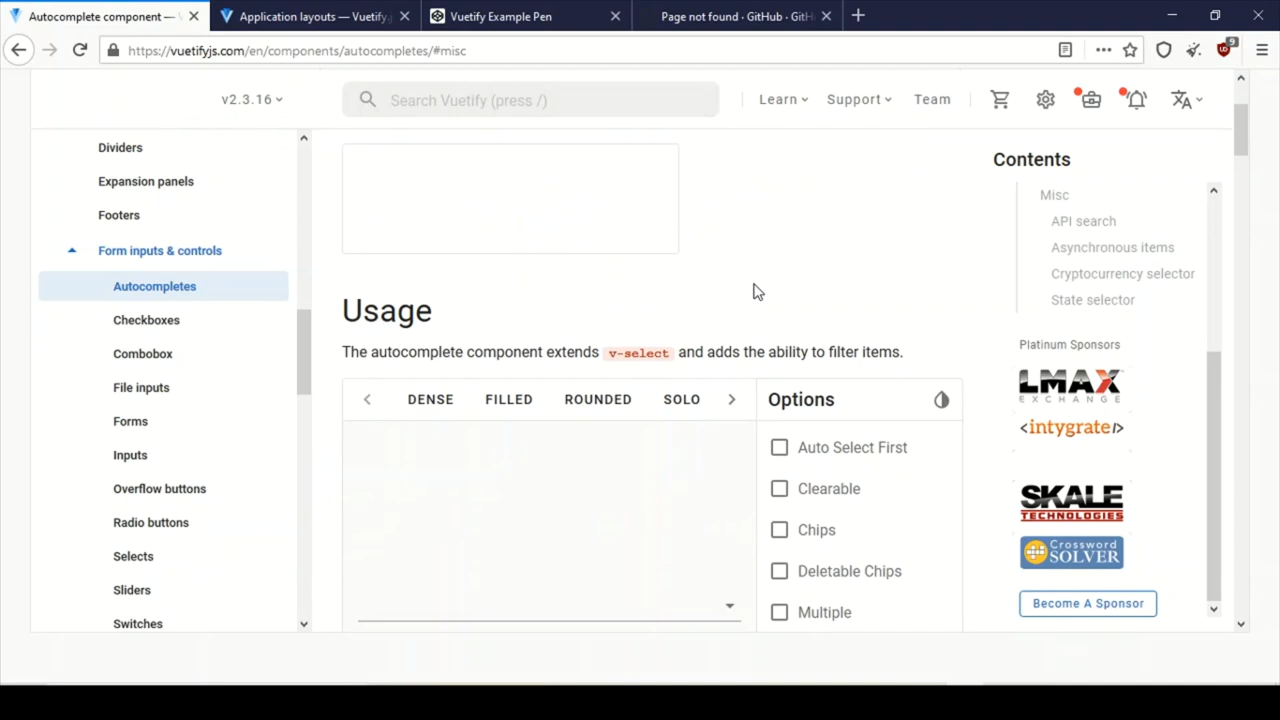 Autocomplete component —
Application layouts — Vuetify.
Vuetify Example Pen
Page not found · GitHub · GitH
https://vuetifyjs.com/en/components/autocompletes/#misc
9
v2.3.16
Search Vuetify (press /)
Learn
Support
Team
Dividers
Expansion panels
Footers
Form inputs & controls
Autocompletes
Checkboxes
Combobox
File inputs
Forms
Inputs
Overflow buttons
Radio buttons
Selects
Sliders
Switches
Usage
The autocomplete component extends v-select and adds the ability to filter items.
DENSE
FILLED
ROUNDED
SOLO
Options
Auto Select First
Clearable
Chips
Deletable Chips
Multiple
Contents
Misc
API search
Asynchronous items
Cryptocurrency selector
State selector
Platinum Sponsors
LMAX
EXCHANGE
<intygrate/>
SKALE
TECHNOLOGIES
Crossword
SOLVER
Become A Sponsor